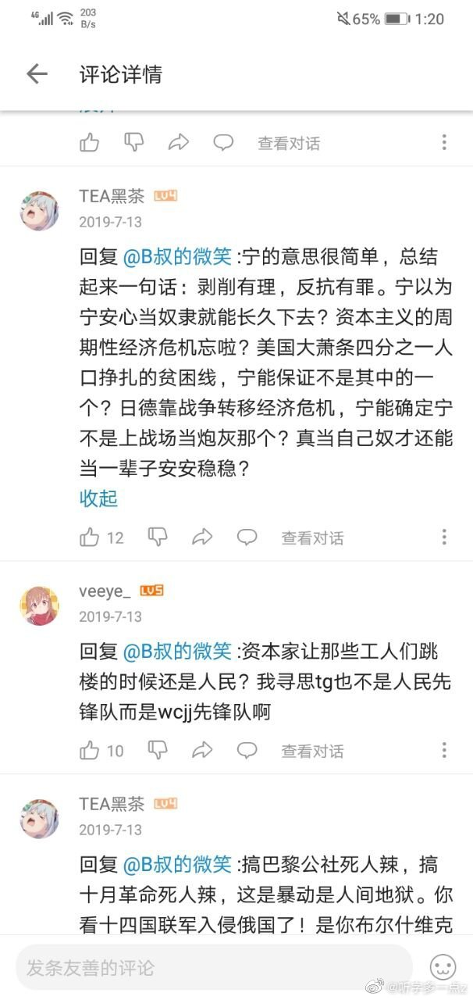 4G 203 B/s 65% 1:20
评论详情
查看对话
TEA黑茶 LV4
2019-7-13
回复 @B叔的微笑 :宁的意思很简单，总结
起来一句话：剥削有理，反抗有罪。宁以为
宁安心当奴隶就能长久下去？资本主义的周
期性经济危机忘啦？美国大萧条四分之一人
口挣扎的贫困线，宁能保证不是其中的一
个？日德靠战争转移经济危机，宁能确定宁
不是上战场当炮灰那个？真当自己奴才还能
当一辈子安安稳稳？
收起
12 查看对话
veeye_ LV5
2019-7-13
回复 @B叔的微笑 :资本家让那些工人们跳
楼的时候还是人民？我寻思tg也不是人民先
锋队而是wcjj先锋队啊
10 查看对话
TEA黑茶 LV4
2019-7-13
回复 @B叔的微笑 :搞巴黎公社死人辣，搞
十月革命死人辣，这是暴动是人间地狱。你
看十四国联军入侵俄国了！是你布尔什维克
发条友善的评论